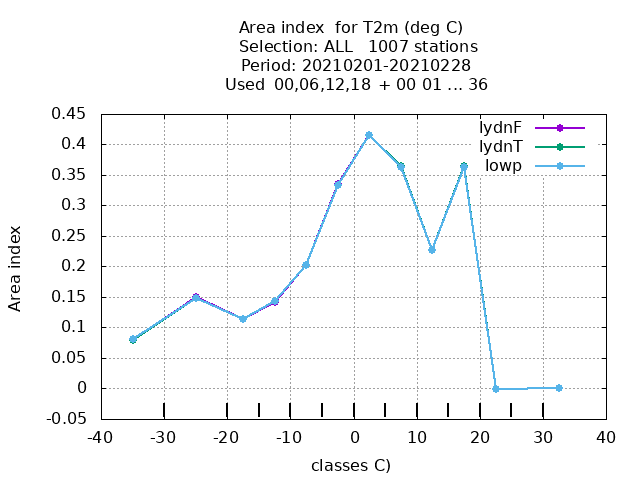 Area index  for T2m (deg C)
Selection: ALL   1007 stations
Period: 20210201-20210228
Used  00,06,12,18  + 00 01 ... 36
lydnF
lydnT
lowp
Area index
0.45
0.4
0.35
0.3
0.25
0.2
0.15
0.1
0.05
0
-0.05
-40 -30 -20 -10 0 10 20 30 40
classes C)